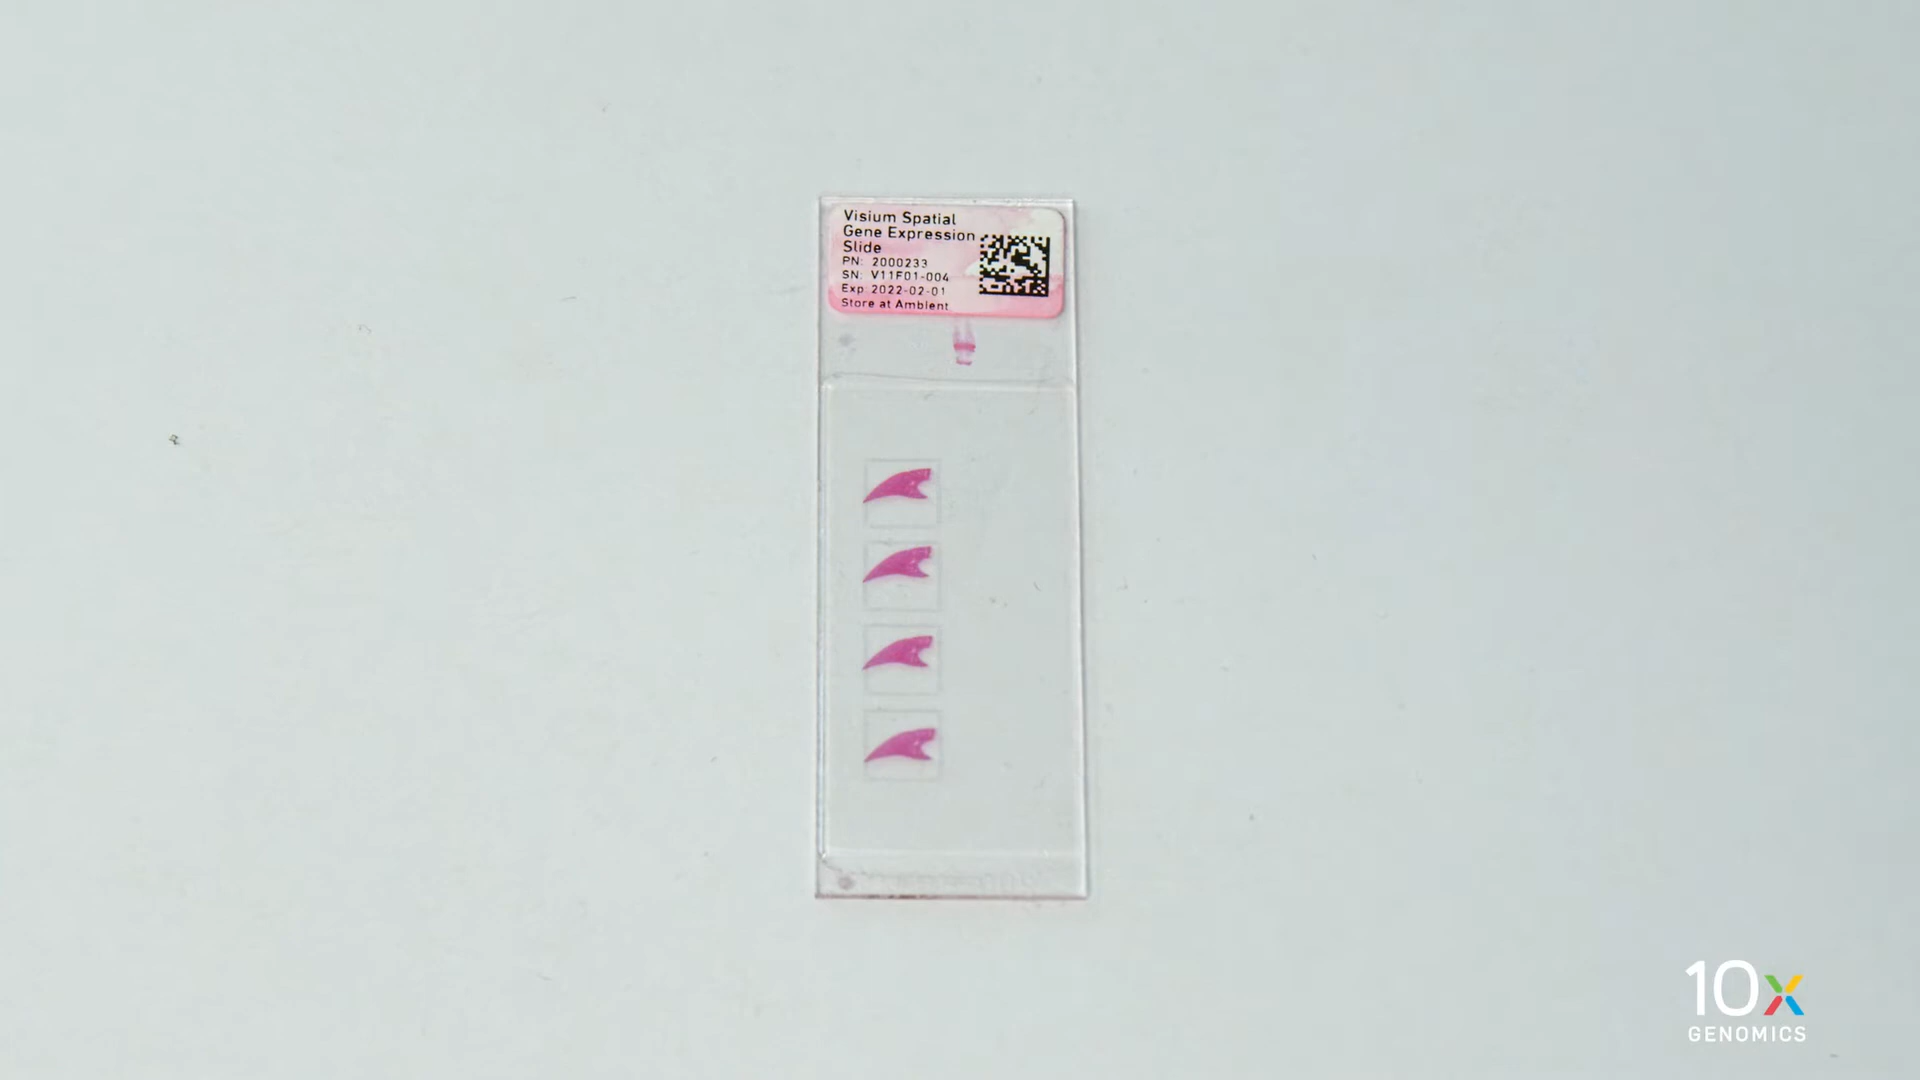 Visium Spatial
Gene Expression
Slide
PN: 2000233
SN: V11F01-004
Exp 2022-02-01
Store at Ambient
10x
GENOMICS